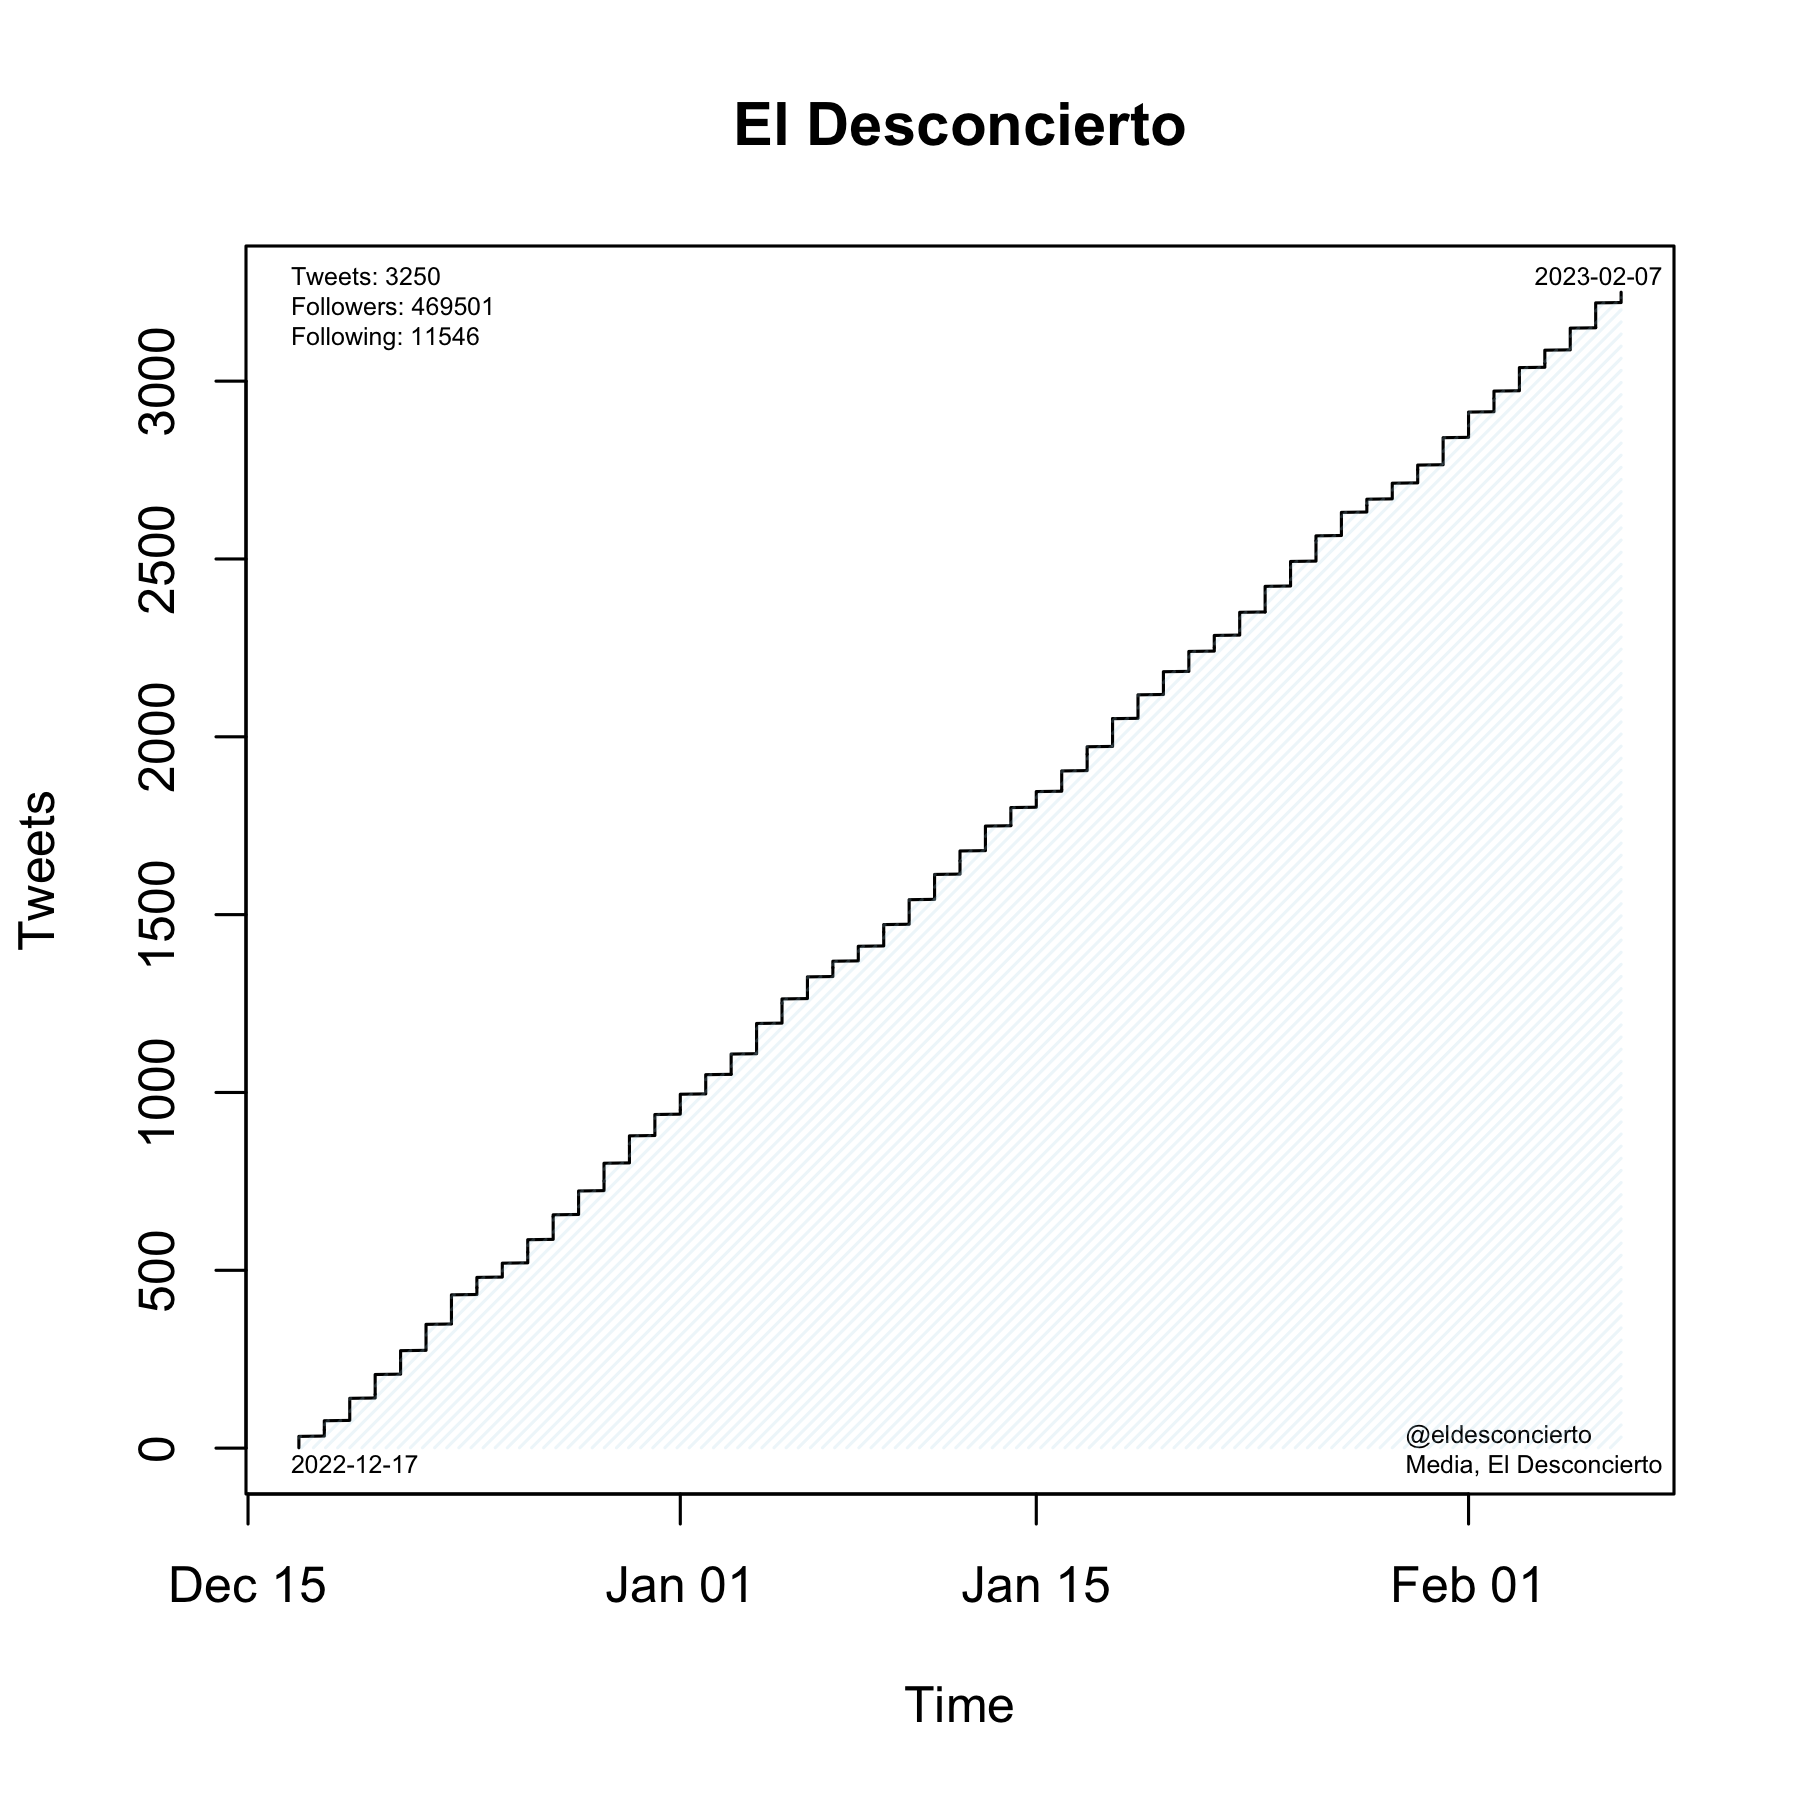 El Desconcierto
Tweets: 3250
Followers: 469501
Following: 11546
2023-02-07
Tweets
3000
2500
2000
1500
1000
500
0
@eldesconcierto
Media, El Desconcierto
2022-12-17
Dec 15
Jan 01
Jan 15
Feb 01
Time